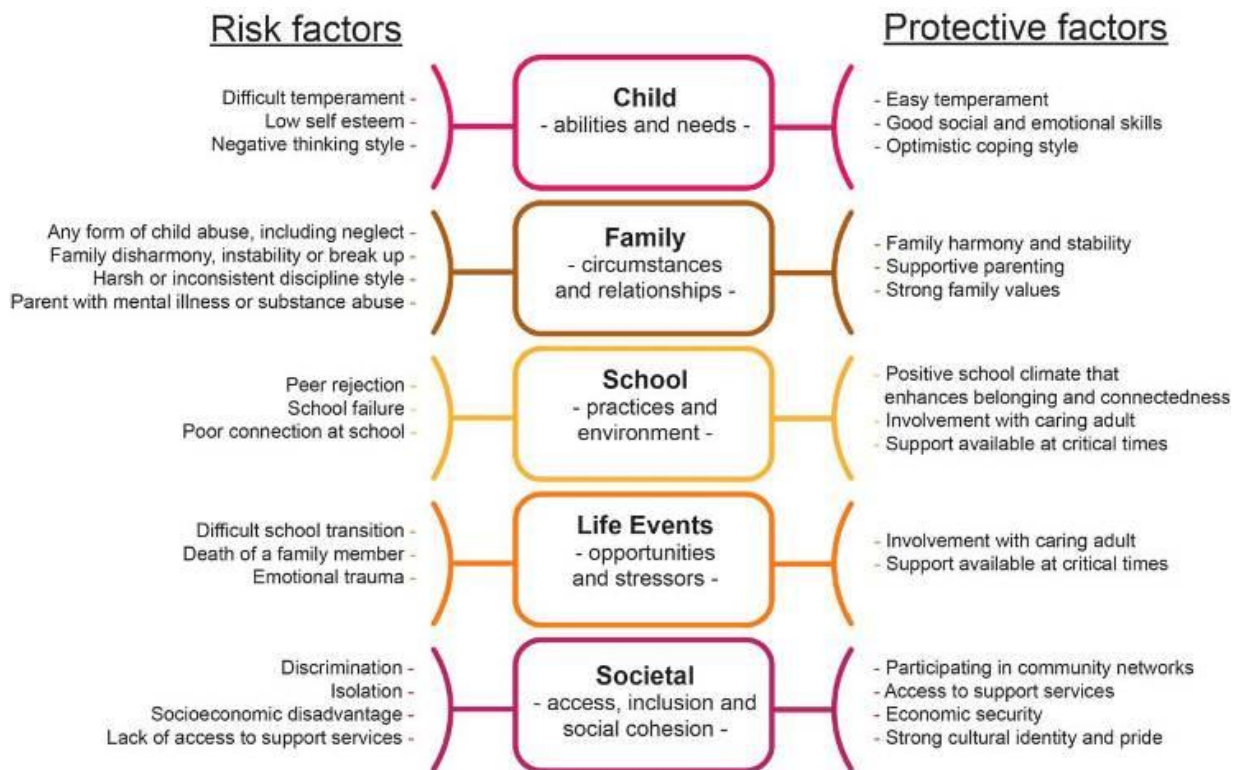 Risk factors
Protective factors
Difficult temperament -
Low self esteem -
Negative thinking style -
Child
- abilities and needs -
- Easy temperament
- Good social and emotional skills
- Optimistic coping style
Any form of child abuse, including neglect -
Family disharmony, instability or break up -
Harsh or inconsistent discipline style -
Parent with mental illness or substance abuse -
Family
- circumstances
and relationships -
- Family harmony and stability
- Supportive parenting
- Strong family values
Peer rejection -
School failure -
Poor connection at school -
School
- practices and
environment -
- Positive school climate that
enhances belonging and connectedness
- Involvement with caring adult
- Support available at critical times
Difficult school transition -
Death of a family member -
Emotional trauma -
Life Events
- opportunities
and stressors -
- Involvement with caring adult
- Support available at critical times
Discrimination -
Isolation -
Socioeconomic disadvantage -
Lack of access to support services -
Societal
- access, inclusion and
social cohesion -
- Participating in community networks
- Access to support services
- Economic security
- Strong cultural identity and pride